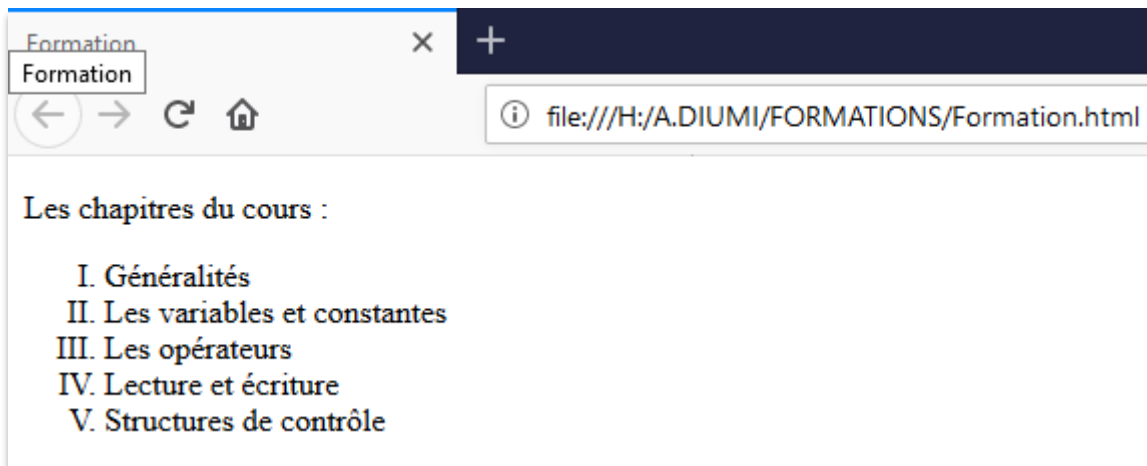 Formation
Formation
file:///H:/A.DIUMI/FORMATIONS/Formation.html
Les chapitres du cours :
I. Généralités
II. Les variables et constantes
III. Les opérateurs
IV. Lecture et écriture
V. Structures de contrôle